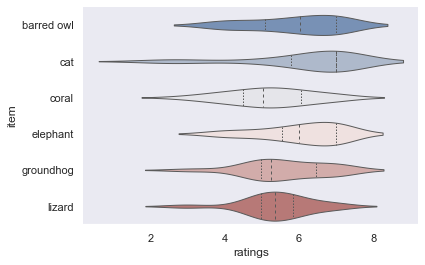 barred owl
cat
coral
elephant
groundhog
lizard
item
2 4 6 8
ratings